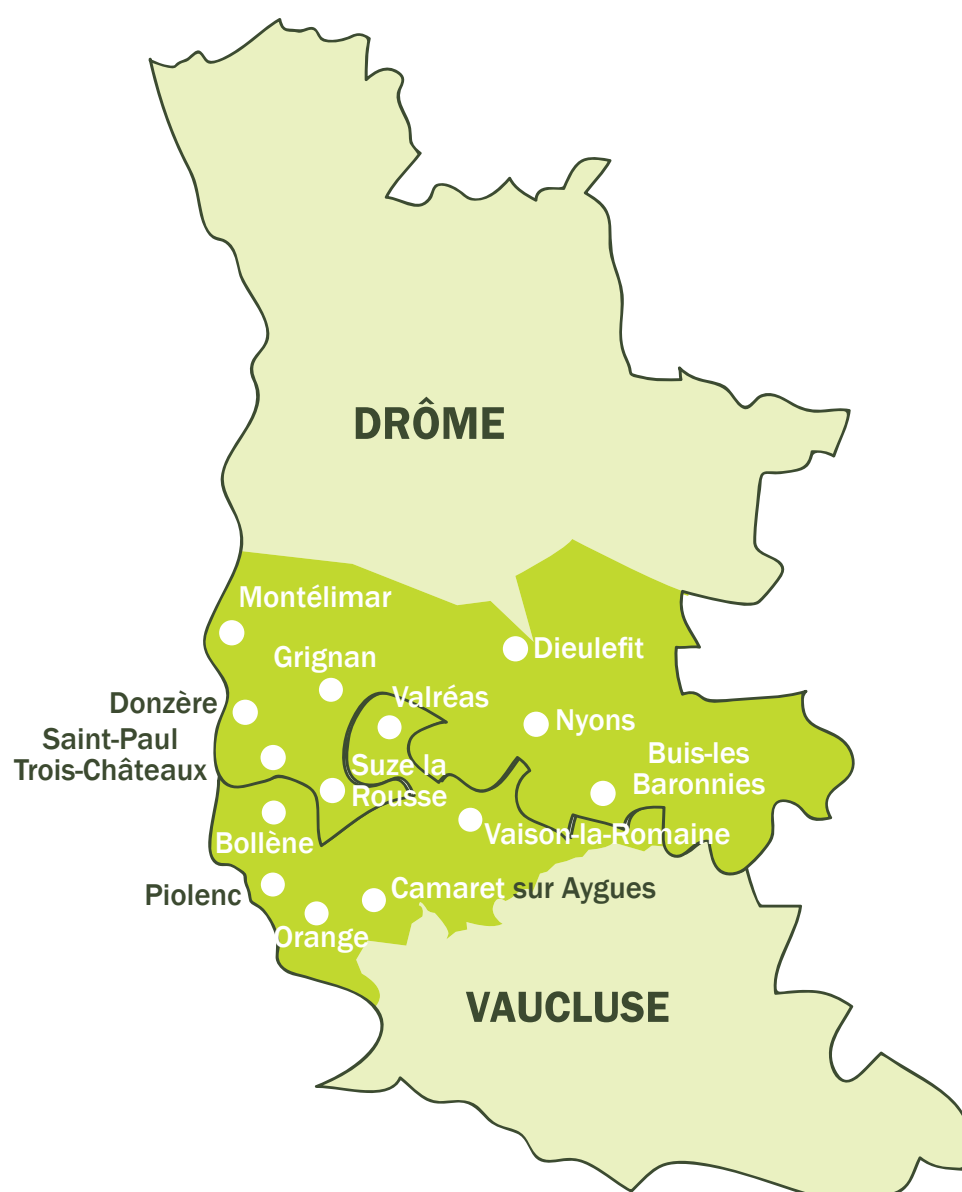 DRÔME
Montélimar
Dieulefit
Grignan
Donzère
Valréas
Nyons
Saint-Paul
Trois-Châteaux
Suze la
Rousse
Buis-les
Baronnies
Bollène
Vaison-la-Romaine
Piolenc
Camaret sur Aygues
Orange
VAUCLUSE